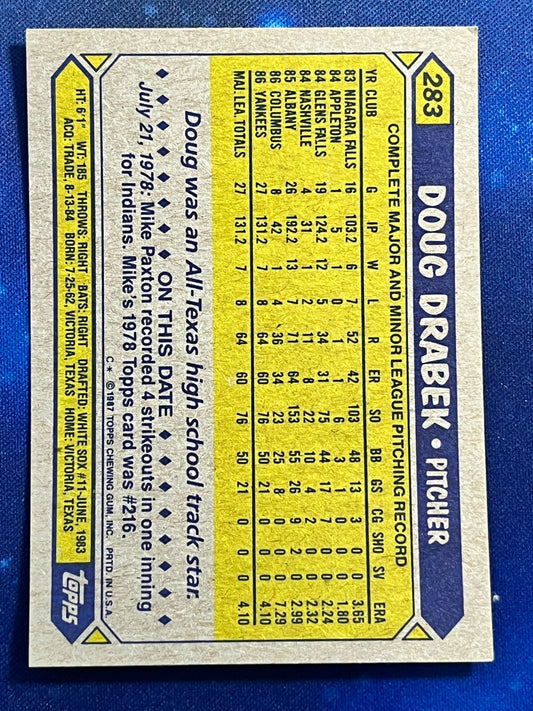 283 DOUG DRABEK • PITCHER
COMPLETE MAJOR AND MINOR LEAGUE PITCHING RECORD
YR CLUB G IP W L R ER SO BB GS CG SHO SV ERA
83 NIAGARA FALLS 16 103.2 6 7 52 42 103 48 13 3 0 0 3.65
84 APPLETON 1 5 1 0 1 1 6 3 1 0 0 0 1.80
84 GLENS FALLS 19 124.2 12 5 34 31 75 44 17 7 0 0 2.24
84 NASHVILLE 4 31 1 2 11 8 22 10 4 2 0 0 2.32
85 ALBANY 26 192.2 13 7 71 64 153 55 26 9 2 0 2.99
86 COLUMBUS 8 42 1 4 36 34 23 25 8 0 0 0 7.29
86 YANKEES 27 131.2 7 8 64 60 76 50 21 0 0 0 4.10
MAJ. LEA. TOTALS 27 131.2 7 8 64 60 76 50 21 0 0 0 4.10
Doug was an All-Texas high school track star.
ON THIS DATE
July 21, 1978: Mike Paxton recorded 4 strikeouts in one inning
for Indians. Mike's 1978 Topps card was #216.
C* ©1987 TOPPS CHEWING GUM, INC. PRTD. IN U.S.A.
HT: 6'1" WT: 185 THROWS: RIGHT BATS: RIGHT DRAFTED: WHITE SOX #11-JUNE, 1983
ACQ: TRADE, 8-13-84 BORN: 7-25-62, VICTORIA, TEXAS HOME: VICTORIA, TEXAS
topps